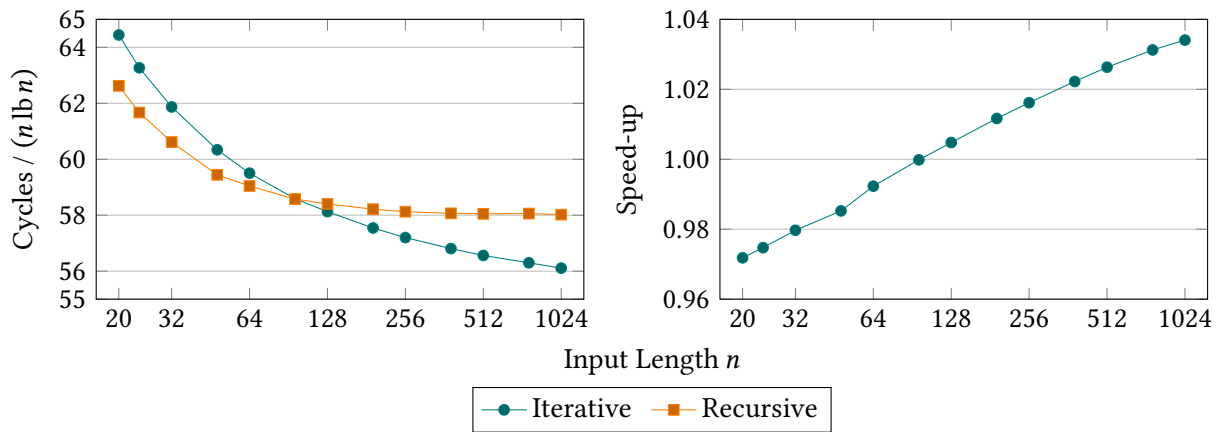 Cycles / (n lb n)
65
64
62
60
58
56
55
20 32 64 128 256 512 1024
Speed-up
1.04
1.02
1.00
0.98
0.96
20 32 64 128 256 512 1024
Input Length n
Iterative Recursive